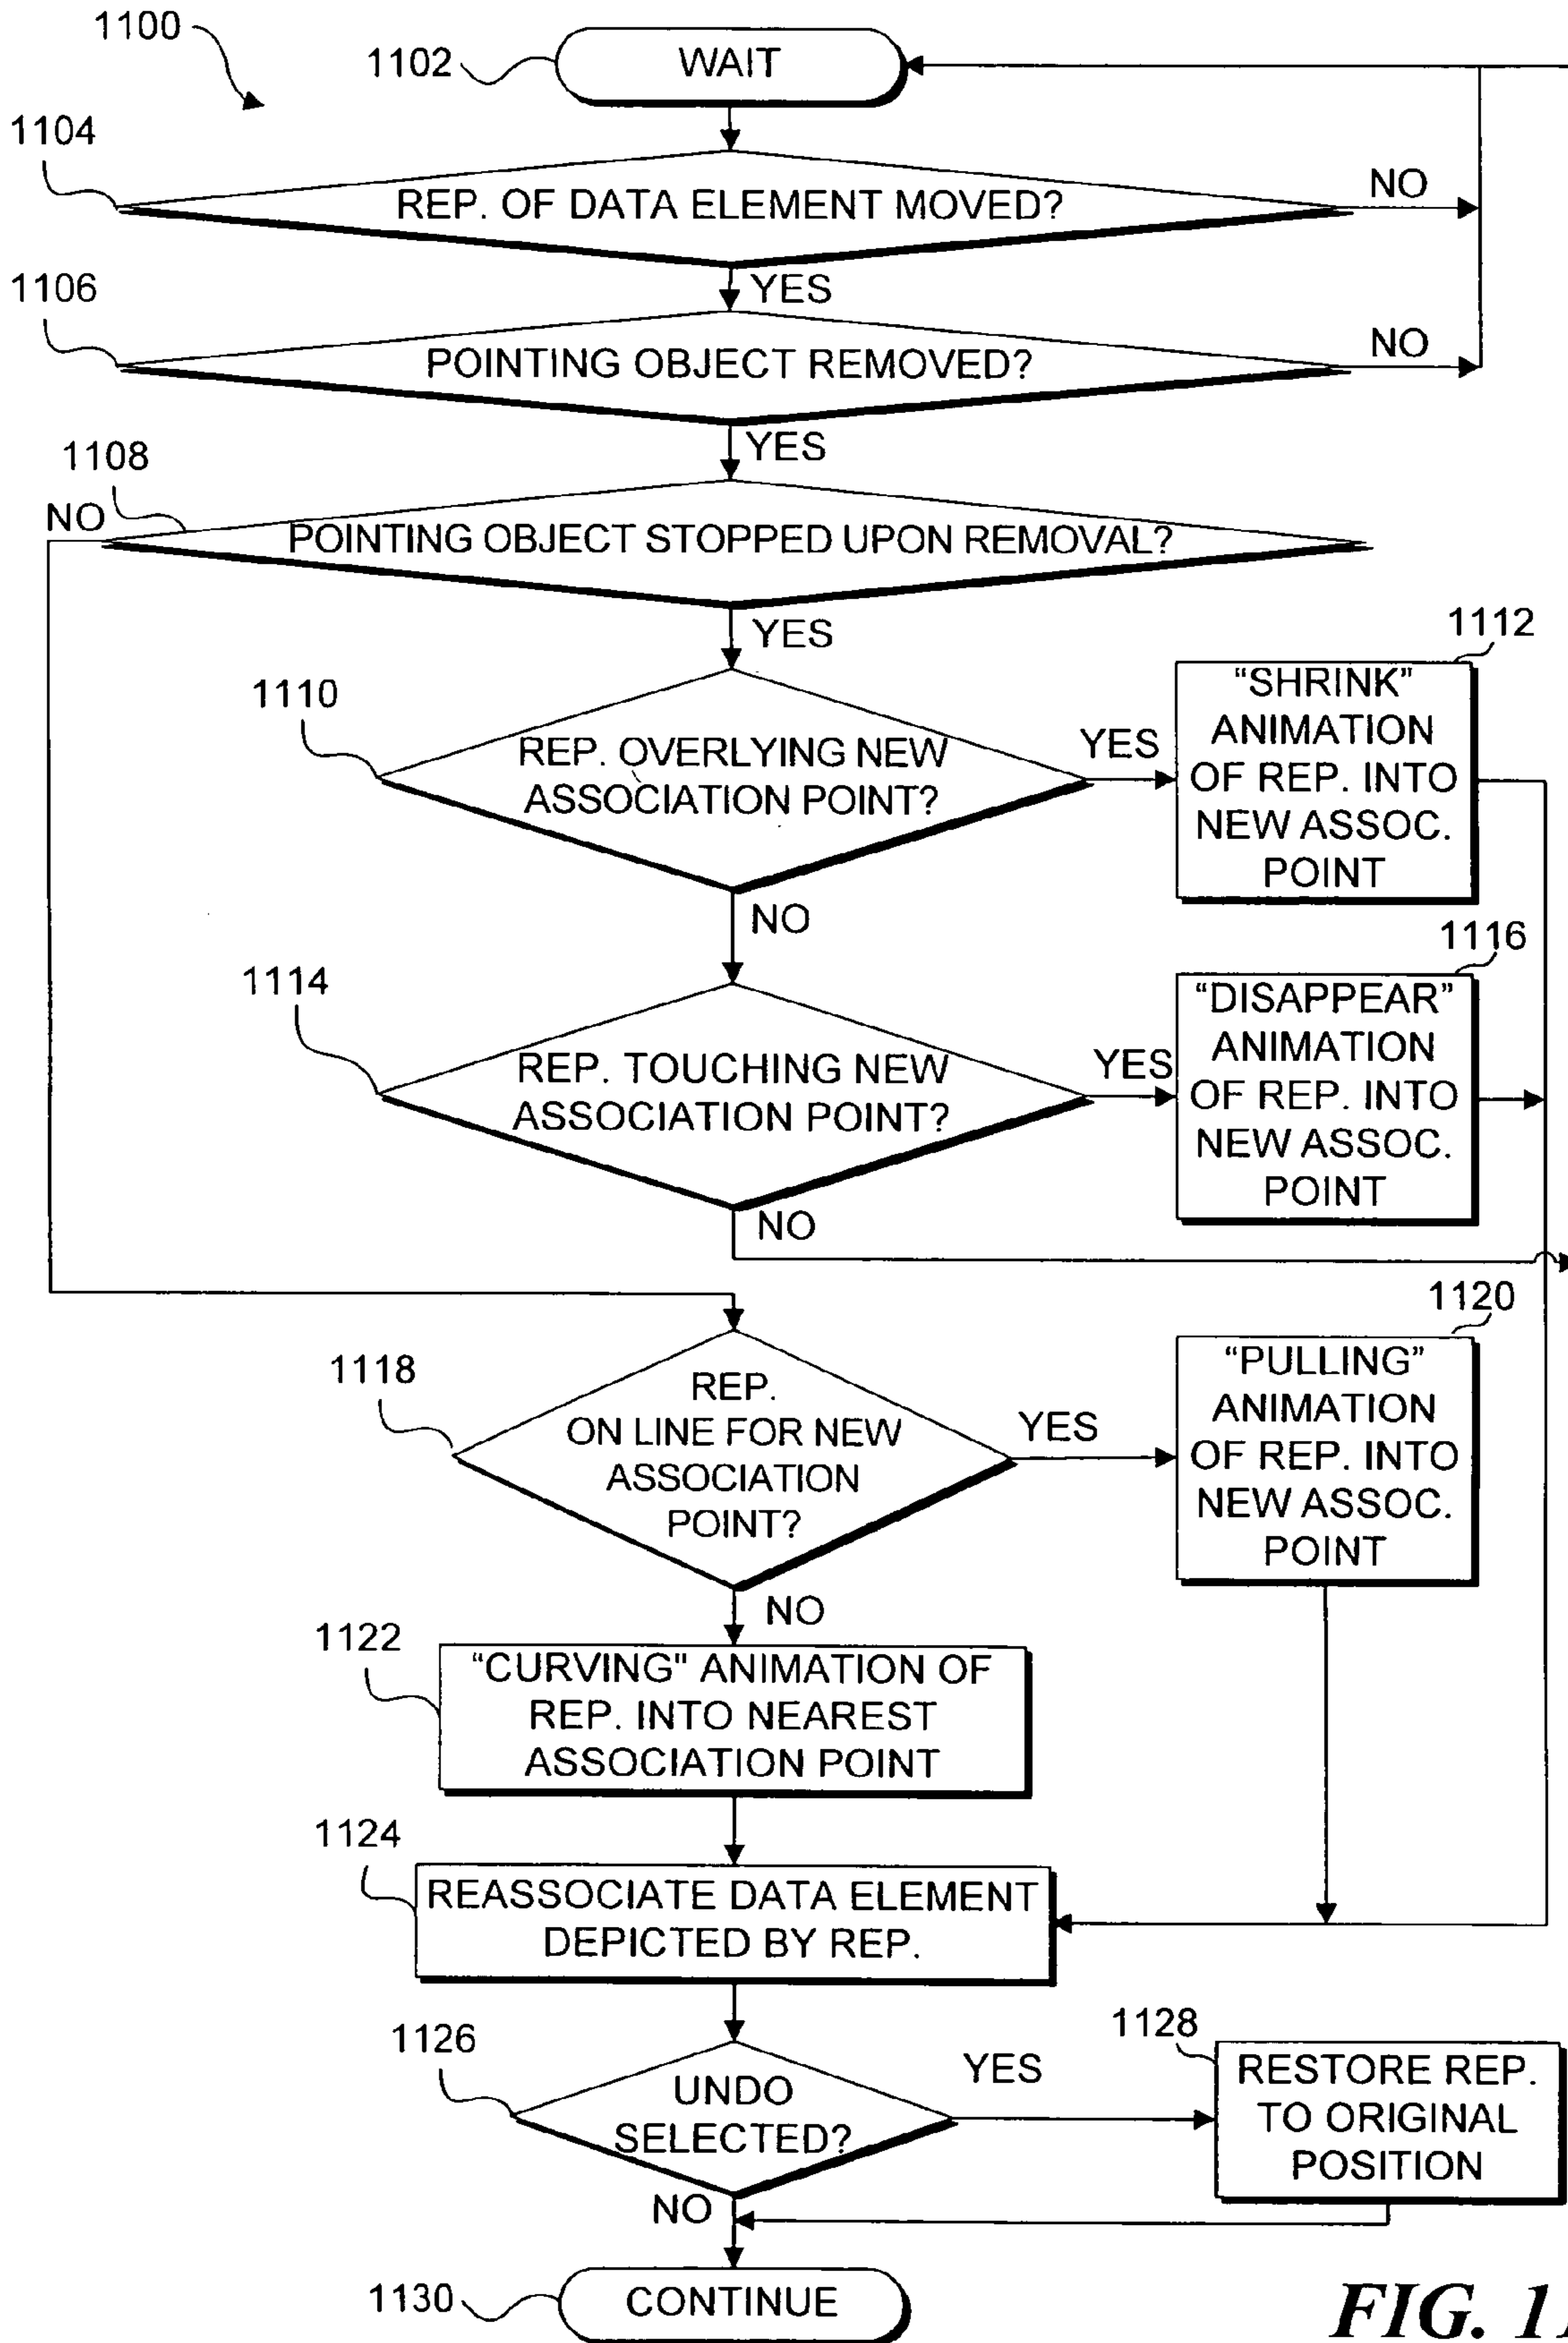 1100
1102
WAIT
1104
REP. OF DATA ELEMENT MOVED?
NO
YES
1106
POINTING OBJECT REMOVED?
NO
YES
1108
NO
POINTING OBJECT STOPPED UPON REMOVAL?
YES
1110
REP. OVERLYING NEW
ASSOCIATION POINT?
YES
1112
“SHRINK”
ANIMATION
OF REP. INTO
NEW ASSOC.
POINT
NO
1114
REP. TOUCHING NEW
ASSOCIATION POINT?
YES
1116
“DISAPPEAR”
ANIMATION
OF REP. INTO
NEW ASSOC.
POINT
NO
1118
REP.
ON LINE FOR NEW
ASSOCIATION
POINT?
YES
1120
“PULLING”
ANIMATION
OF REP. INTO
NEW ASSOC.
POINT
NO
1122
“CURVING" ANIMATION OF
REP. INTO NEAREST
ASSOCIATION POINT
1124
REASSOCIATE DATA ELEMENT
DEPICTED BY REP.
1126
UNDO
SELECTED?
YES
1128
RESTORE REP.
TO ORIGINAL
POSITION
NO
1130
CONTINUE
FIG. 11